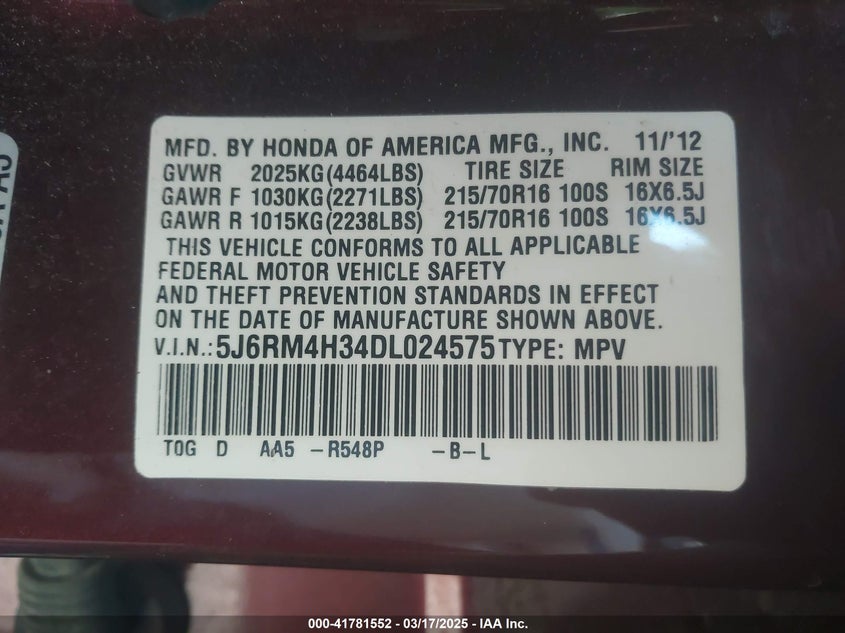 MFD. BY HONDA OF AMERICA MFG., INC. 11/'12
GVWR 2025KG(4464LBS) TIRE SIZE RIM SIZE
GAWR F 1030KG(2271LBS) 215/70R16 100S 16X6.5J
GAWR R 1015KG(2238LBS) 215/70R16 100S 16X6.5J
THIS VEHICLE CONFORMS TO ALL APPLICABLE
FEDERAL MOTOR VEHICLE SAFETY
AND THEFT PREVENTION STANDARDS IN EFFECT
ON THE DATE OF MANUFACTURE SHOWN ABOVE.
V.I.N.: 5J6RM4H34DL024575 TYPE: MPV
T0G D AA5 -R548P -B-L
000-41781552 / 03/17/2025 — IAA Inc.